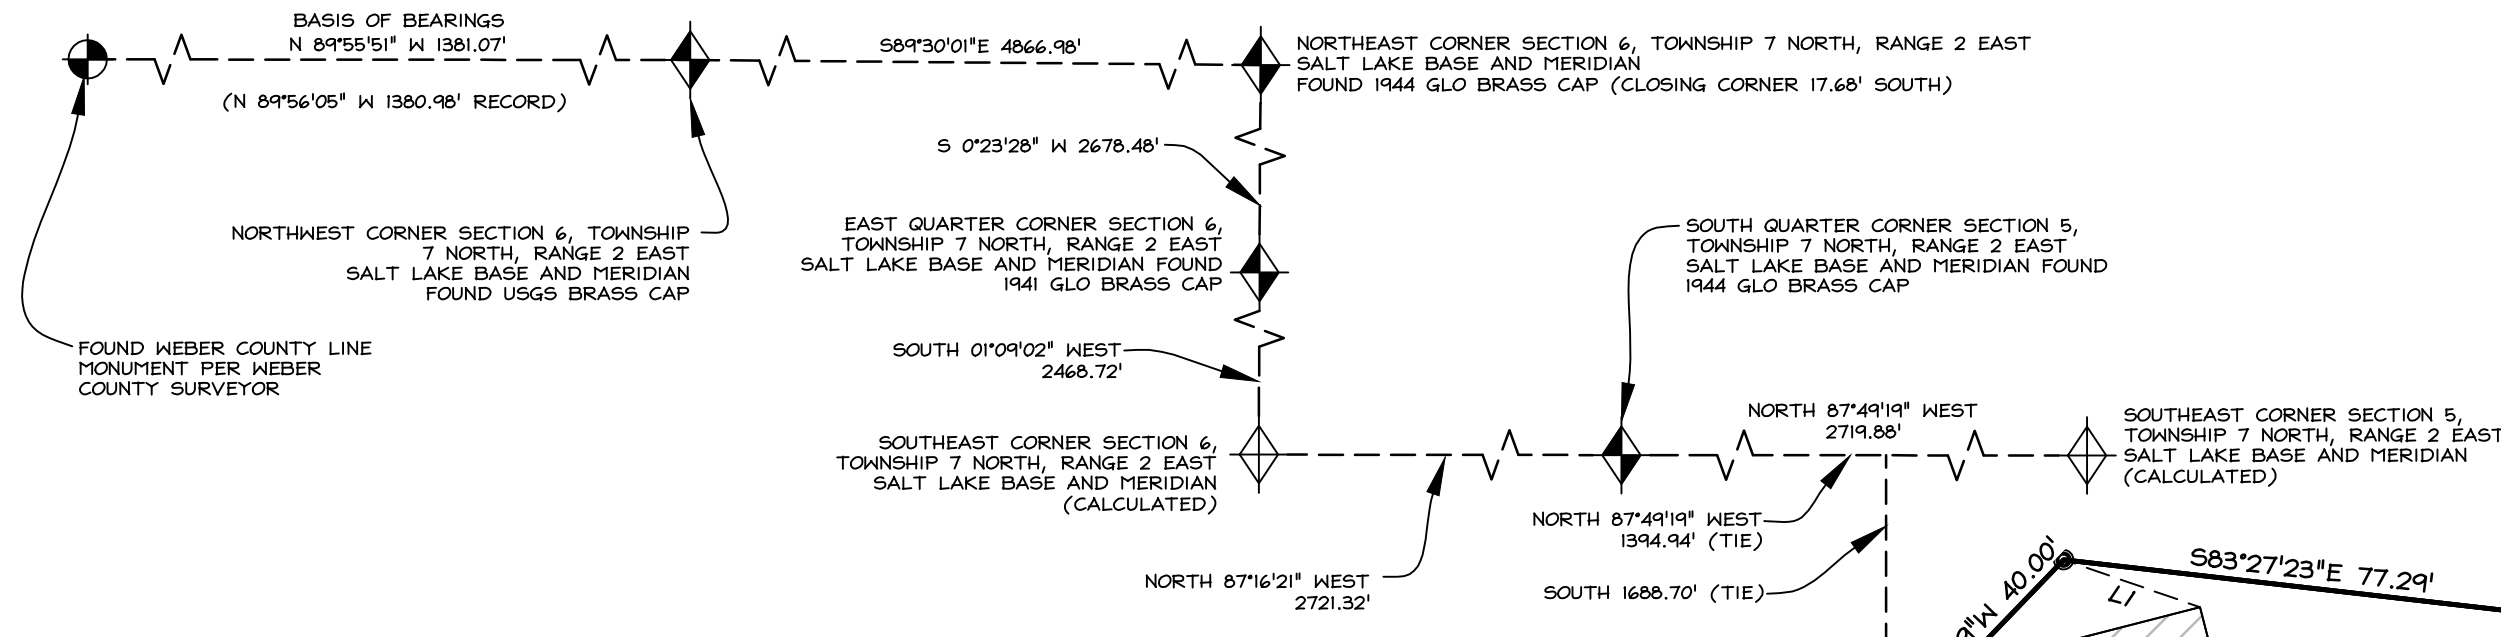 BASIS OF BEARINGS
N 89°55'51" W 1381.07'
(N 89°56'05" W 1380.98' RECORD)
S89°30'01"E 4866.98'
NORTHEAST CORNER SECTION 6, TOWNSHIP 7 NORTH, RANGE 2 EAST
SALT LAKE BASE AND MERIDIAN
FOUND 1944 GLO BRASS CAP (CLOSING CORNER 17.68' SOUTH)
S 0°23'28" W 2678.48'
NORTHWEST CORNER SECTION 6, TOWNSHIP
7 NORTH, RANGE 2 EAST
SALT LAKE BASE AND MERIDIAN
FOUND USGS BRASS CAP
EAST QUARTER CORNER SECTION 6,
TOWNSHIP 7 NORTH, RANGE 2 EAST
SALT LAKE BASE AND MERIDIAN FOUND
1941 GLO BRASS CAP
SOUTH QUARTER CORNER SECTION 5,
TOWNSHIP 7 NORTH, RANGE 2 EAST
SALT LAKE BASE AND MERIDIAN FOUND
1944 GLO BRASS CAP
FOUND WEBER COUNTY LINE
MONUMENT PER WEBER
COUNTY SURVEYOR
SOUTH 01°09'02" WEST
2468.72'
SOUTHEAST CORNER SECTION 6,
TOWNSHIP 7 NORTH, RANGE 2 EAST
SALT LAKE BASE AND MERIDIAN
(CALCULATED)
NORTH 87°49'19" WEST
2719.88'
SOUTHEAST CORNER SECTION 5,
TOWNSHIP 7 NORTH, RANGE 2 EAST
SALT LAKE BASE AND MERIDIAN
(CALCULATED)
NORTH 87°49'19" WEST
1394.94' (TIE)
NORTH 87°16'21" WEST
2721.32'
SOUTH 1688.70' (TIE)
9"W 40.00'
S83°27'23"E 77.29'
L1